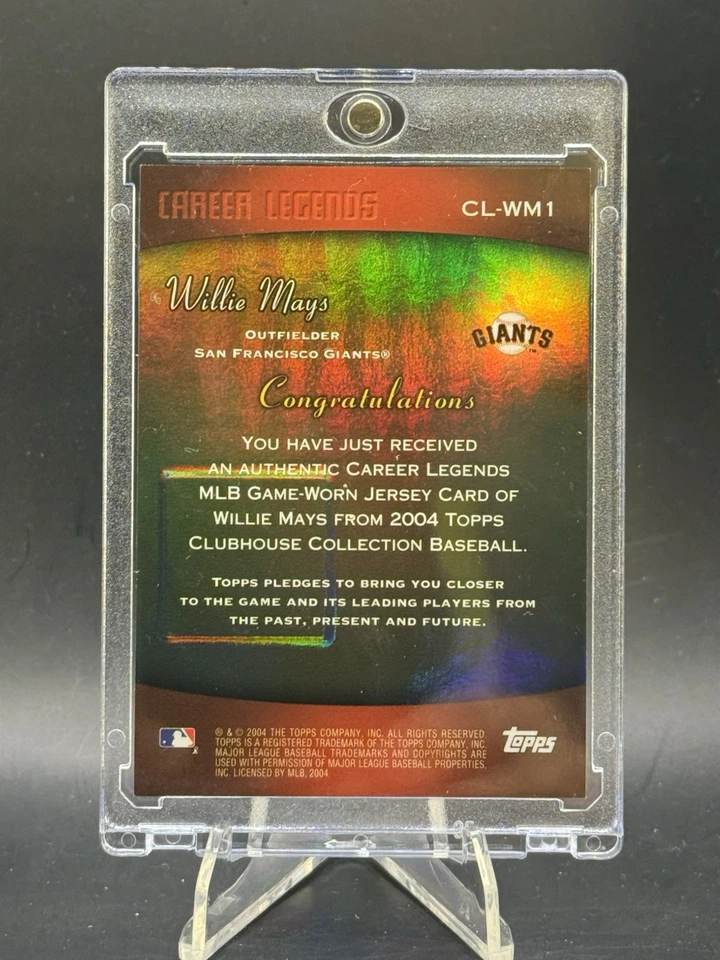 CAREER LEGENDS
CL-WM1
Willie Mays
OUTFIELDER
SAN FRANCISCO GIANTS®
GIANTS
TM
Congratulations
YOU HAVE JUST RECEIVED
AN AUTHENTIC CAREER LEGENDS
MLB GAME-WORN JERSEY CARD OF
WILLIE MAYS FROM 2004 TOPPS
CLUBHOUSE COLLECTION BASEBALL.
TOPPS PLEDGES TO BRING YOU CLOSER
TO THE GAME AND ITS LEADING PLAYERS FROM
THE PAST, PRESENT AND FUTURE.
® & © 2004 THE TOPPS COMPANY, INC. ALL RIGHTS RESERVED.
TOPPS IS A REGISTERED TRADEMARK OF THE TOPPS COMPANY, INC.
MAJOR LEAGUE BASEBALL TRADEMARKS AND COPYRIGHTS ARE
USED WITH PERMISSION OF MAJOR LEAGUE BASEBALL PROPERTIES,
INC. LICENSED BY MLB, 2004
TOPPS